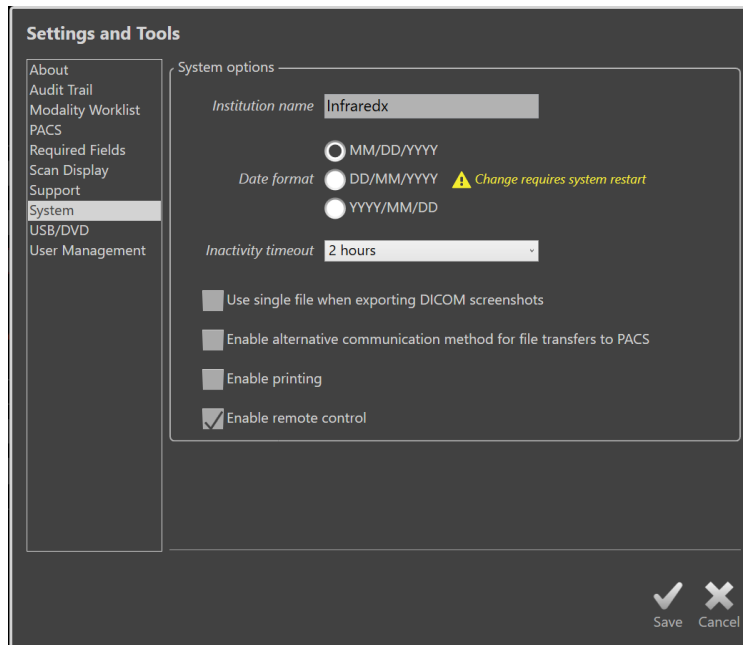 Settings and Tools
About
Audit Trail
Modality Worklist
PACS
Required Fields
Scan Display
Support
System
USB/DVD
User Management
System options
Institution name Infraredx
MM/DD/YYYY
Date format DD/MM/YYYY Change requires system restart
YYYY/MM/DD
Inactivity timeout 2 hours
Use single file when exporting DICOM screenshots
Enable alternative communication method for file transfers to PACS
Enable printing
Enable remote control
Save Cancel